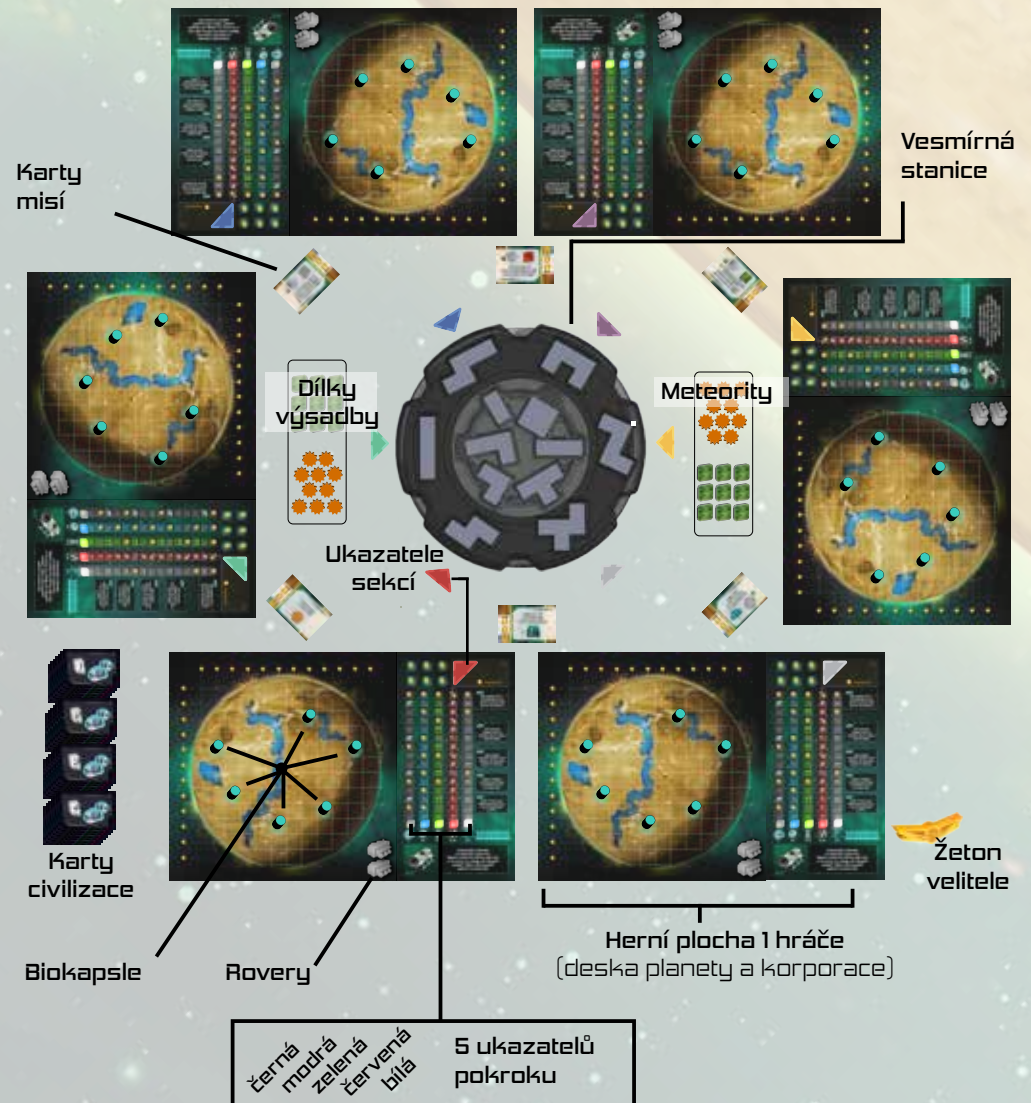 Karty
misí
Vesmírná
stanice
Dílky
výsadby
Meteority
Ukazatele
sekcí
Karty
civilizace
Žeton
velitele
Herní plocha 1 hráče
(deska planety a korporace)
Biokapsle
Rovery
černá
modrá
zelená
červená
bílá
5 ukazatelů
pokroku